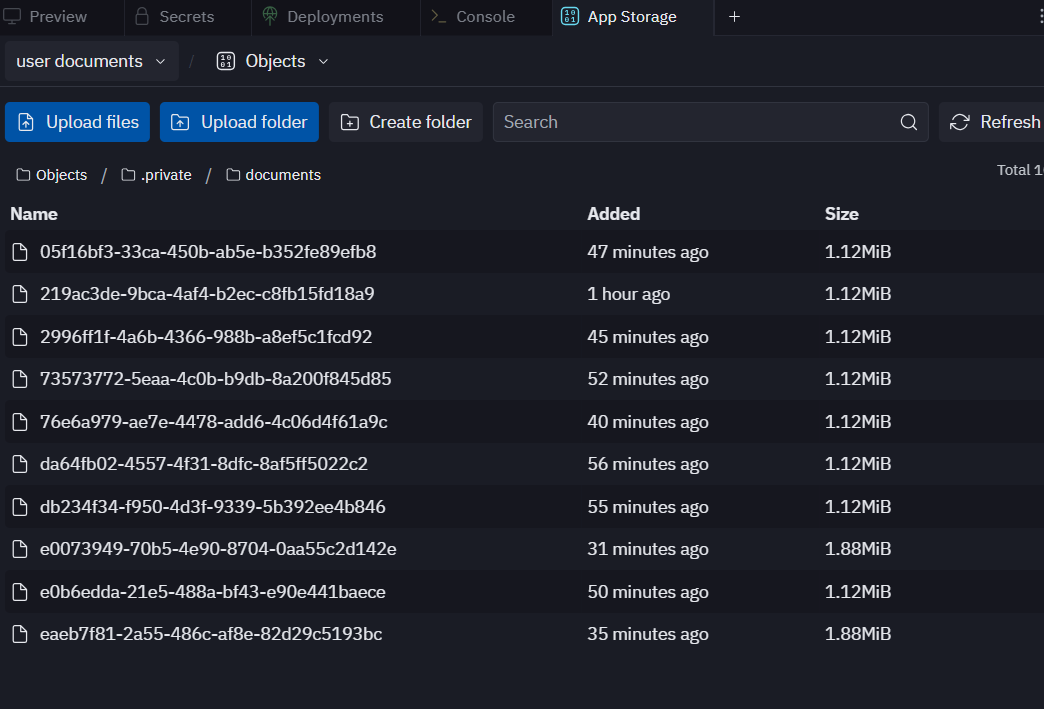 Preview Secrets Deployments Console App Storage
user documents / Objects
Upload files Upload folder Create folder Search Refresh
Objects / .private / documents Total
Name Added Size
05f16bf3-33ca-450b-ab5e-b352fe89efb8 47 minutes ago 1.12MiB
219ac3de-9bca-4af4-b2ec-c8fb15fd18a9 1 hour ago 1.12MiB
2996ff1f-4a6b-4366-988b-a8ef5c1fcd92 45 minutes ago 1.12MiB
73573772-5eaa-4c0b-b9db-8a200f845d85 52 minutes ago 1.12MiB
76e6a979-ae7e-4478-add6-4c06d4f61a9c 40 minutes ago 1.12MiB
da64fb02-4557-4f31-8dfc-8af5ff5022c2 56 minutes ago 1.12MiB
db234f34-f950-4d3f-9339-5b392ee4b846 55 minutes ago 1.12MiB
e0073949-70b5-4e90-8704-0aa55c2d142e 31 minutes ago 1.88MiB
e0b6edda-21e5-488a-bf43-e90e441baece 50 minutes ago 1.12MiB
eaeb7f81-2a55-486c-af8e-82d29c5193bc 35 minutes ago 1.88MiB